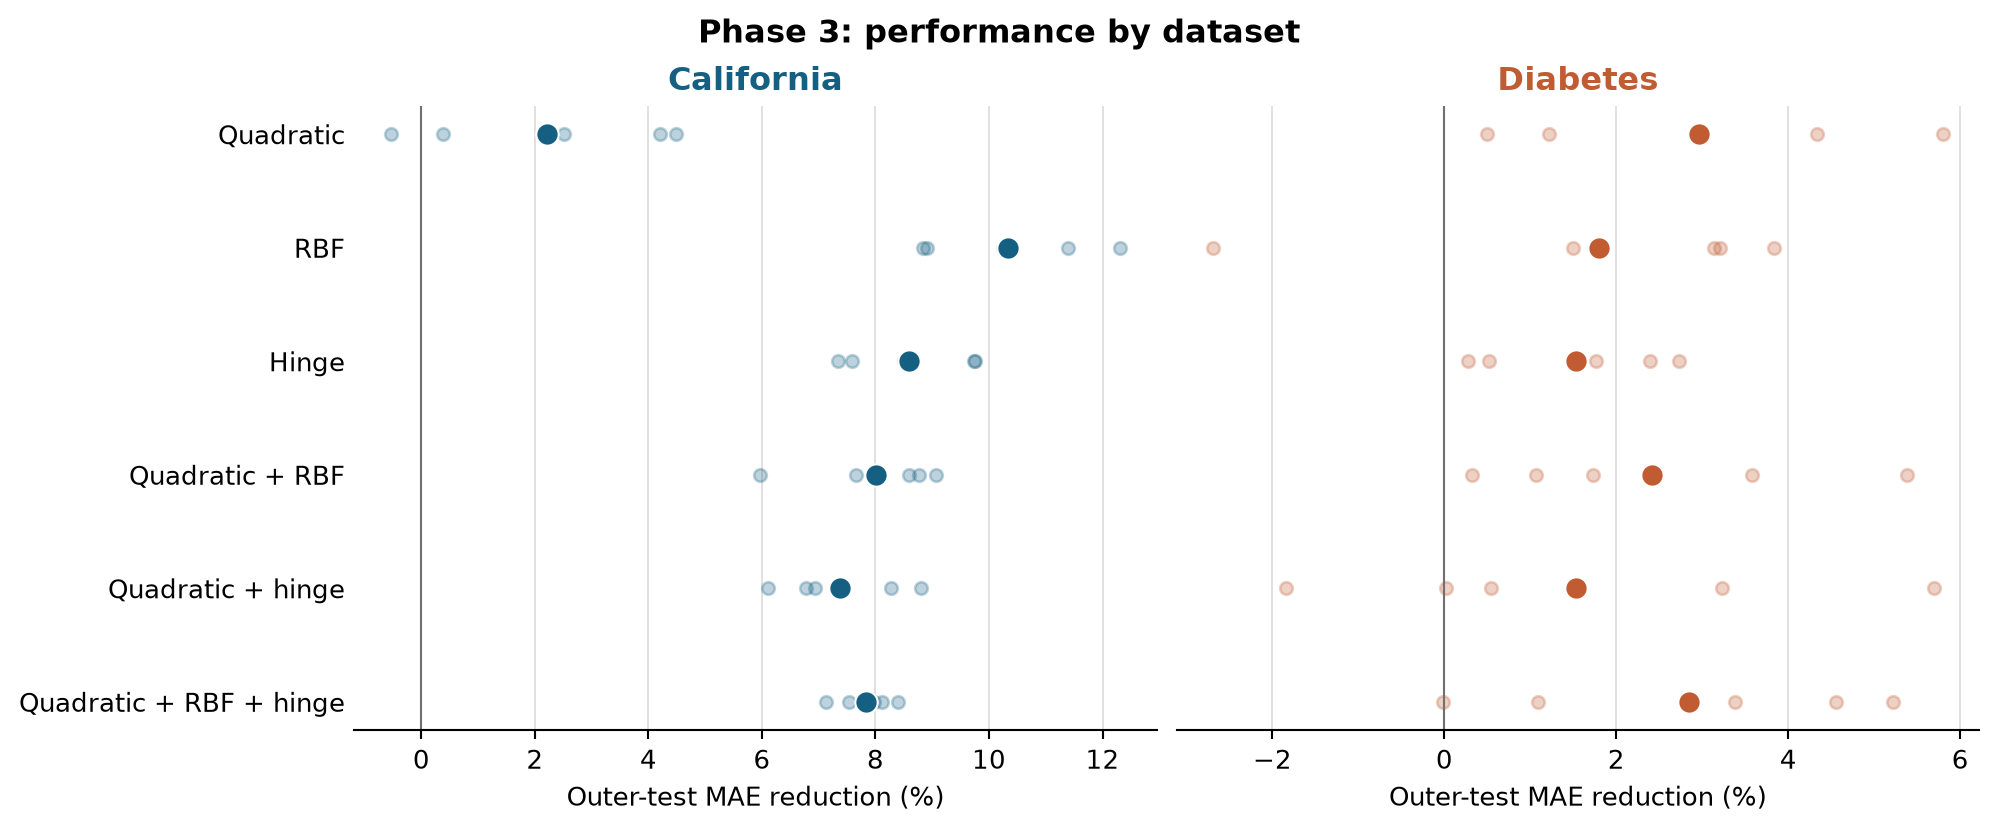 Phase 3: performance by dataset
California
Diabetes
Quadratic
RBF
Hinge
Quadratic + RBF
Quadratic + hinge
Quadratic + RBF + hinge
0 2 4 6 8 10 12
−2 0 2 4 6
Outer-test MAE reduction (%)
Outer-test MAE reduction (%)